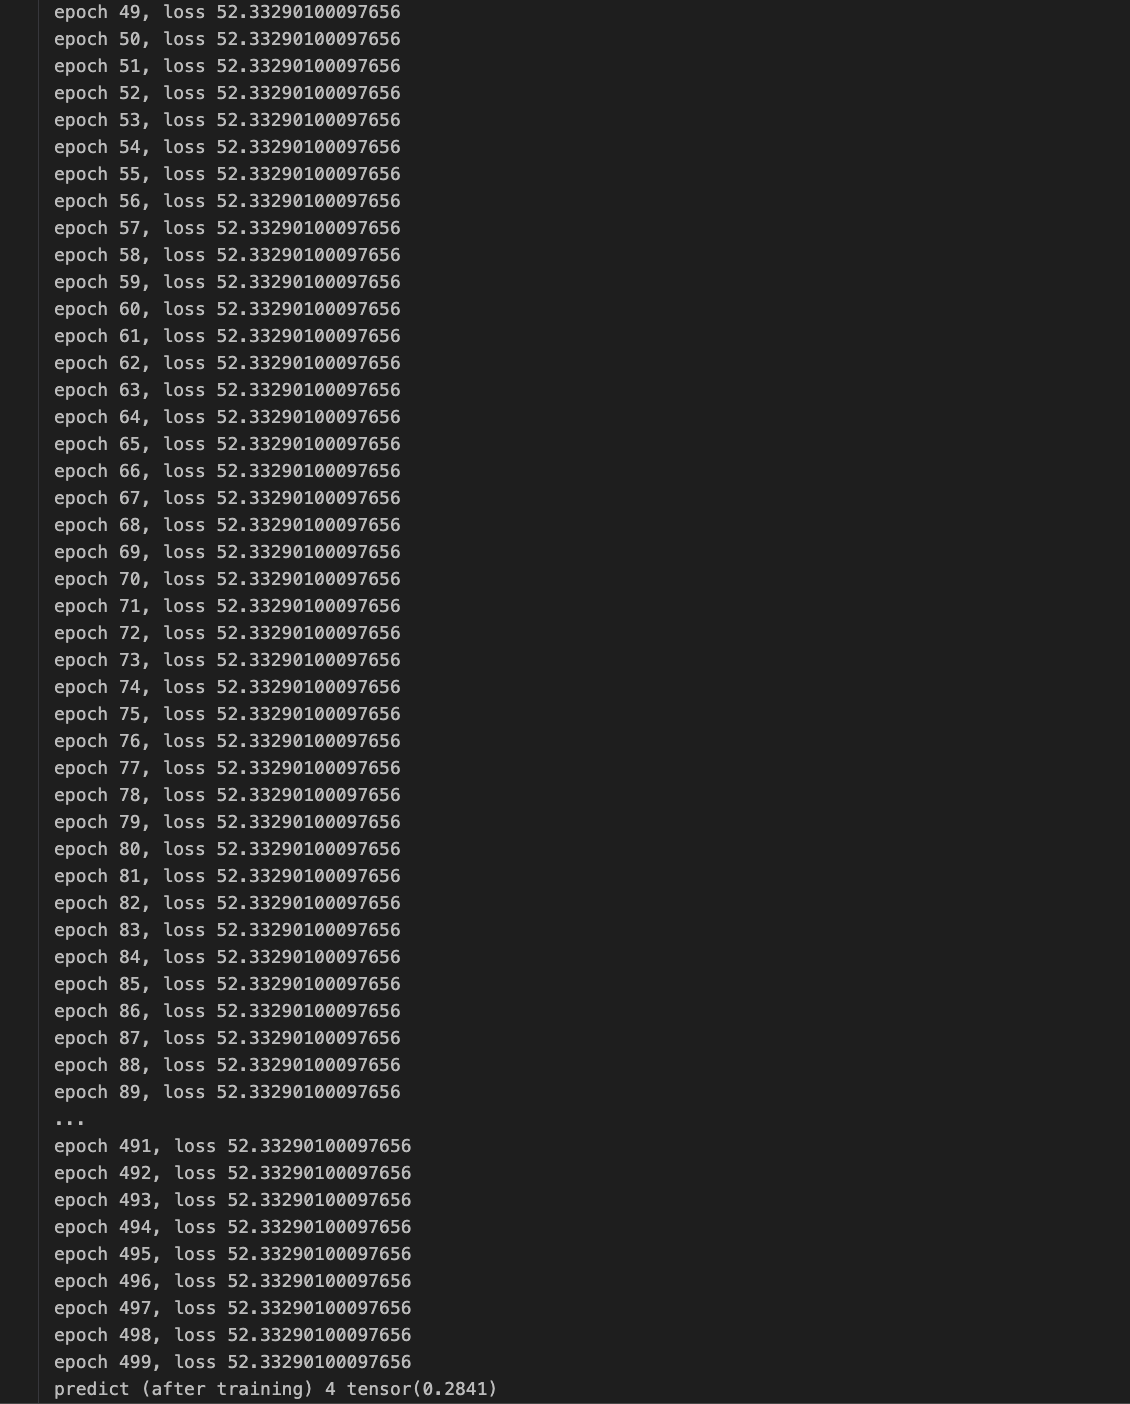 epoch 49, loss 52.33290100097656
epoch 50, loss 52.33290100097656
epoch 51, loss 52.33290100097656
epoch 52, loss 52.33290100097656
epoch 53, loss 52.33290100097656
epoch 54, loss 52.33290100097656
epoch 55, loss 52.33290100097656
epoch 56, loss 52.33290100097656
epoch 57, loss 52.33290100097656
epoch 58, loss 52.33290100097656
epoch 59, loss 52.33290100097656
epoch 60, loss 52.33290100097656
epoch 61, loss 52.33290100097656
epoch 62, loss 52.33290100097656
epoch 63, loss 52.33290100097656
epoch 64, loss 52.33290100097656
epoch 65, loss 52.33290100097656
epoch 66, loss 52.33290100097656
epoch 67, loss 52.33290100097656
epoch 68, loss 52.33290100097656
epoch 69, loss 52.33290100097656
epoch 70, loss 52.33290100097656
epoch 71, loss 52.33290100097656
epoch 72, loss 52.33290100097656
epoch 73, loss 52.33290100097656
epoch 74, loss 52.33290100097656
epoch 75, loss 52.33290100097656
epoch 76, loss 52.33290100097656
epoch 77, loss 52.33290100097656
epoch 78, loss 52.33290100097656
epoch 79, loss 52.33290100097656
epoch 80, loss 52.33290100097656
epoch 81, loss 52.33290100097656
epoch 82, loss 52.33290100097656
epoch 83, loss 52.33290100097656
epoch 84, loss 52.33290100097656
epoch 85, loss 52.33290100097656
epoch 86, loss 52.33290100097656
epoch 87, loss 52.33290100097656
epoch 88, loss 52.33290100097656
epoch 89, loss 52.33290100097656
...
epoch 491, loss 52.33290100097656
epoch 492, loss 52.33290100097656
epoch 493, loss 52.33290100097656
epoch 494, loss 52.33290100097656
epoch 495, loss 52.33290100097656
epoch 496, loss 52.33290100097656
epoch 497, loss 52.33290100097656
epoch 498, loss 52.33290100097656
epoch 499, loss 52.33290100097656
predict (after training) 4 tensor(0.2841)